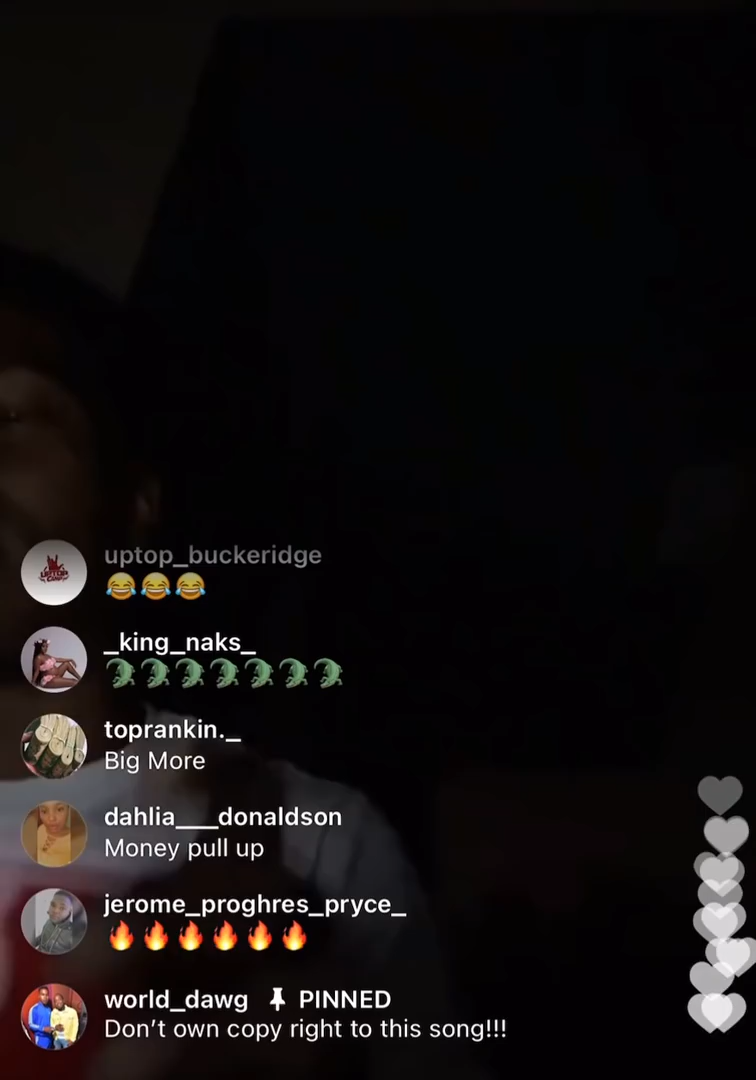 uptop_buckeridge
😂😂😂
_king_naks_
🐊🐊🐊🐊🐊🐊🐊
toprankin._
Big More
dahlia___donaldson
Money pull up
jerome_proghres_pryce_
🔥🔥🔥🔥🔥🔥
world_dawg 📌 PINNED
Don’t own copy right to this song!!!